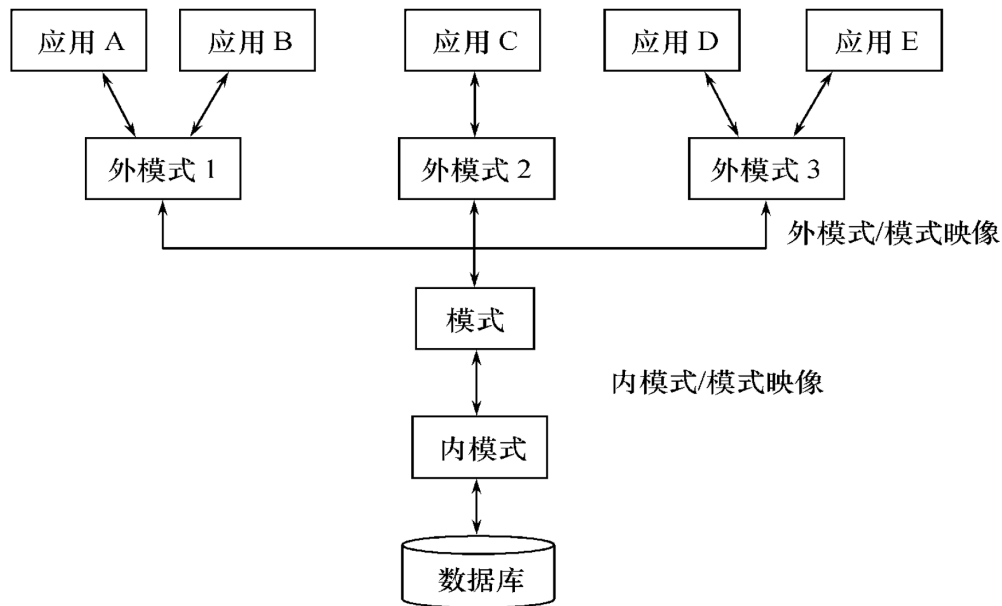 应用 A
应用 B
应用 C
应用 D
应用 E
外模式 1
外模式 2
外模式 3
外模式/模式映像
模式
内模式/模式映像
内模式
数据库